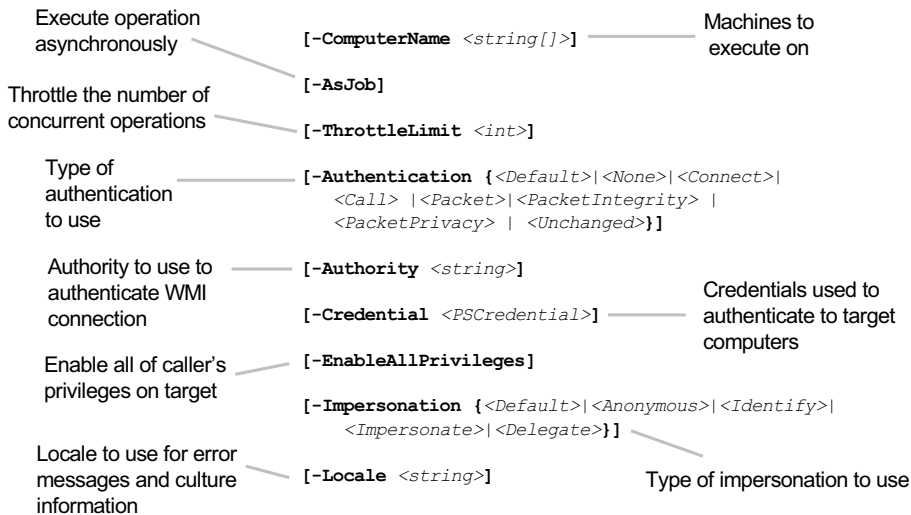 Execute operation
asynchronously
[-ComputerName <string[]>]
Machines to
execute on
[-AsJob]
Throttle the number of
concurrent operations
[-ThrottleLimit <int>]
Type of
authentication
to use
[-Authentication {<Default>|<None>|<Connect>|
<Call> |<Packet>|<PacketIntegrity> |
<PacketPrivacy> | <Unchanged>}]
Authority to use to
authenticate WMI
connection
[-Authority <string>]
[-Credential <PSCredential>]
Credentials used to
authenticate to target
computers
Enable all of caller’s
privileges on target
[-EnableAllPrivileges]
[-Impersonation {<Default>|<Anonymous>|<Identify>|
<Impersonate>|<Delegate>}]
Type of impersonation to use
Locale to use for error
messages and culture
information
[-Locale <string>]